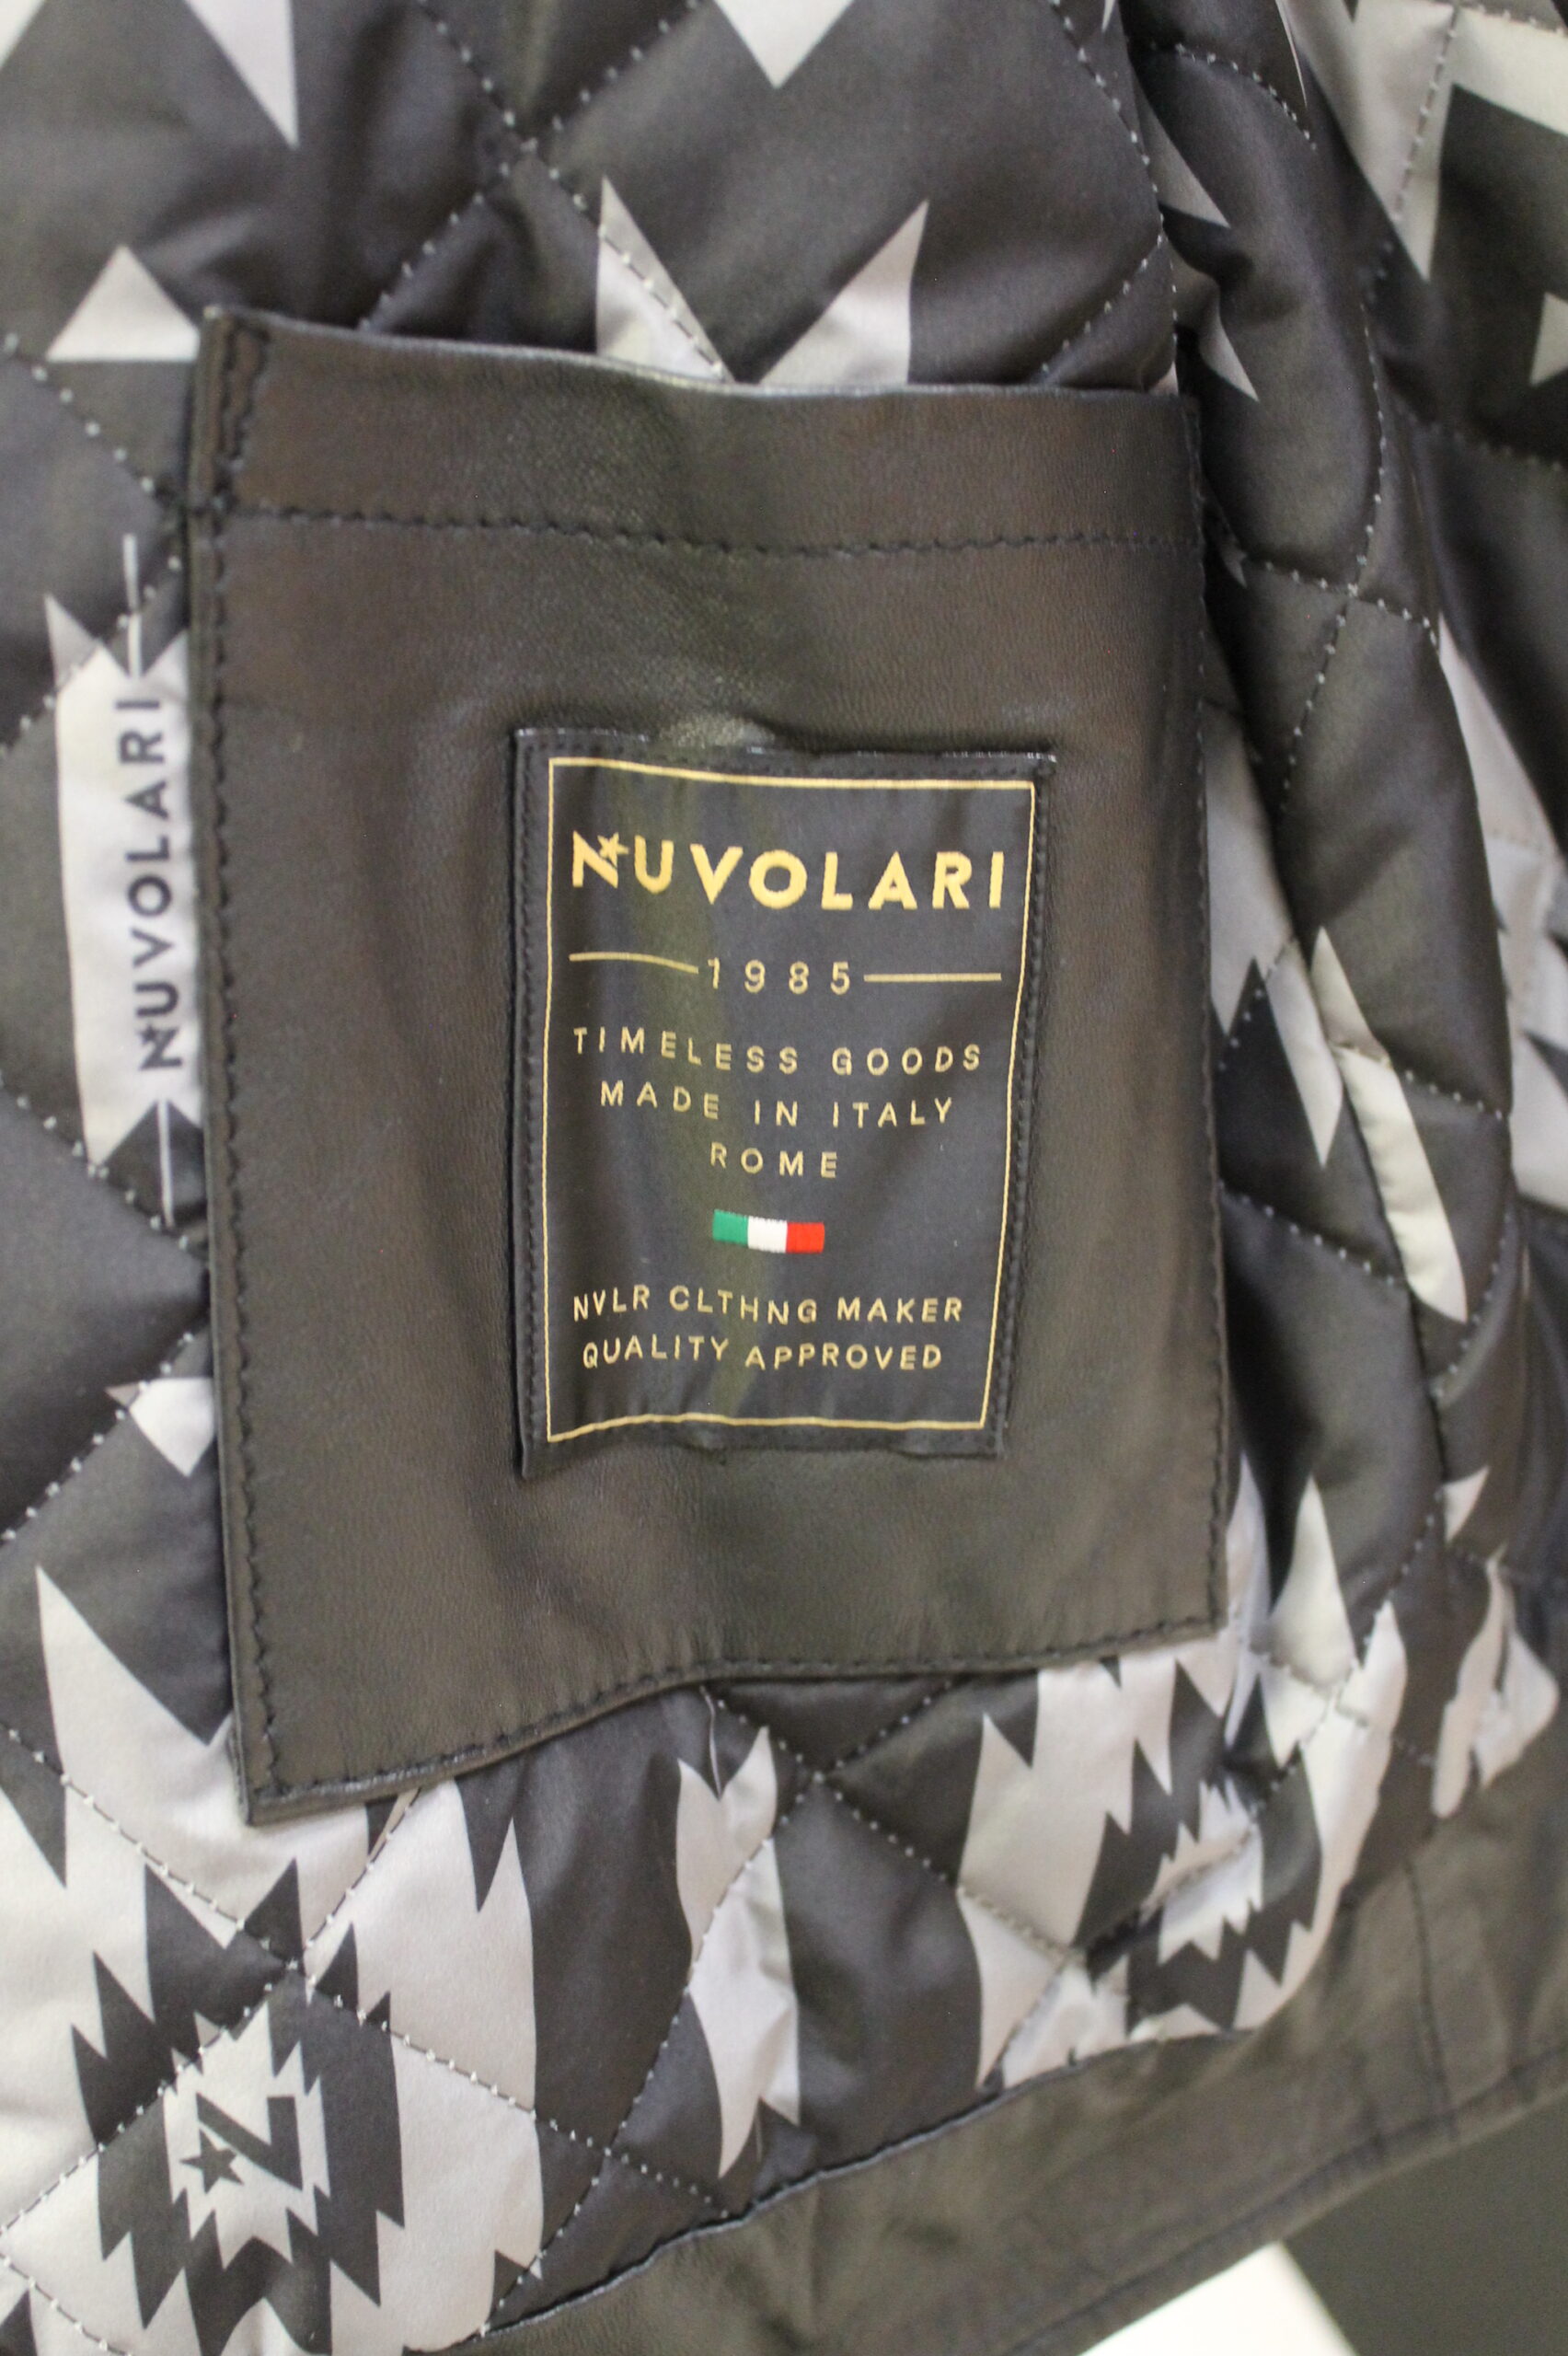 NUVOLARI
NUVOLARI
1985
TIMELESS GOODS
MADE IN ITALY
ROME
NVLR CLTHNG MAKER
QUALITY APPROVED
N